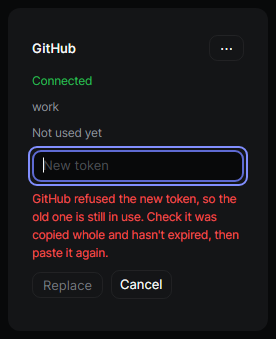 GitHub
...
Connected
work
Not used yet
New token
GitHub refused the new token, so the
old one is still in use. Check it was
copied whole and hasn't expired, then
paste it again.
Replace Cancel